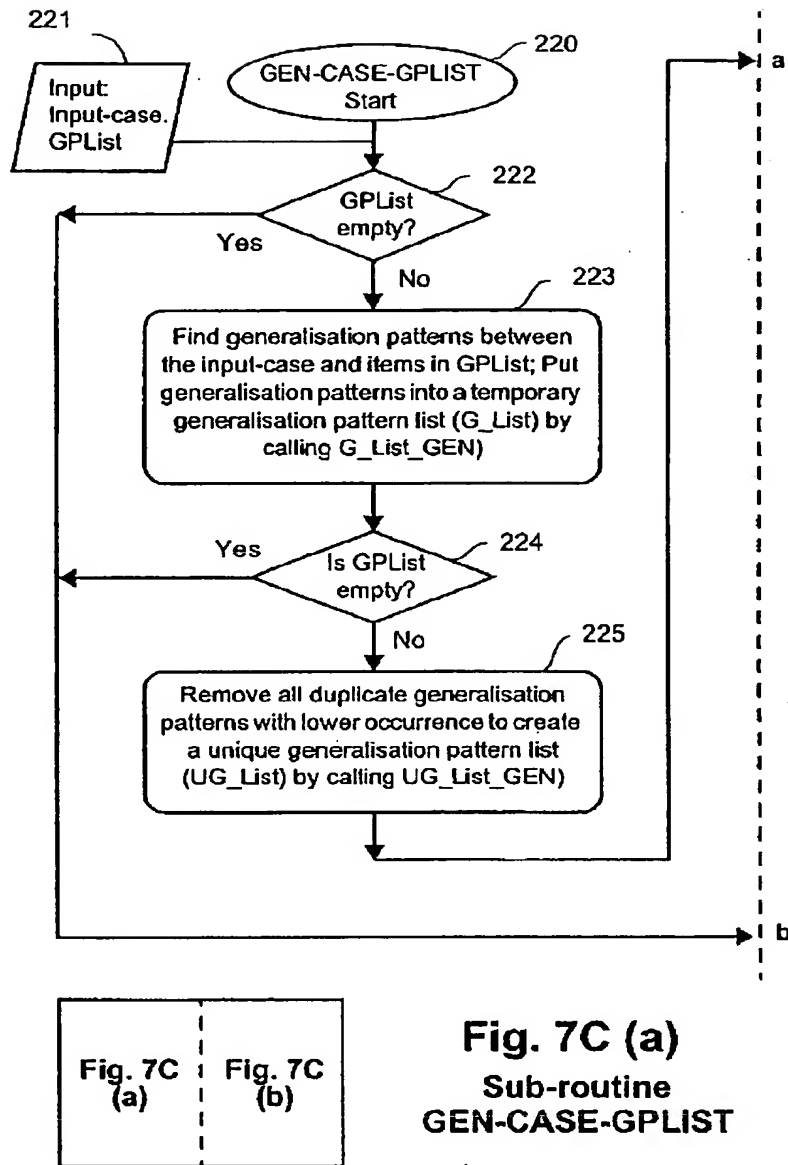 221
220
Input:
Input-case.
GPList
GEN-CASE-GPLIST
Start
a
222
GPList
empty?
Yes
No
223
Find generalisation patterns between
the input-case and items in GPList; Put
generalisation patterns into a temporary
generalisation pattern list (G_List) by
calling G_List_GEN)
Yes
224
Is GPList
empty?
No
225
Remove all duplicate generalisation
patterns with lower occurrence to create
a unique generalisation pattern list
(UG_List) by calling UG_List_GEN)
b
Fig. 7C
(a)
Fig. 7C
(b)
Fig. 7C (a)
Sub-routine
GEN-CASE-GPLIST